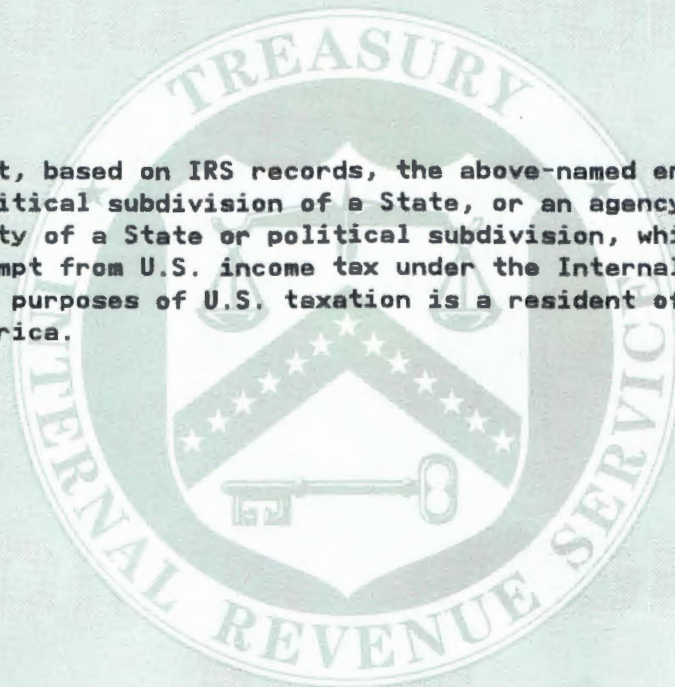 t, based on IRS records, the above-named en
itical subdivision of a State, or an agency
ty of a State or political subdivision, whi
mpt from U.S. income tax under the Internal
purposes of U.S. taxation is a resident of
rica.
TREASURY
INTERNAL REVENUE SERVICE